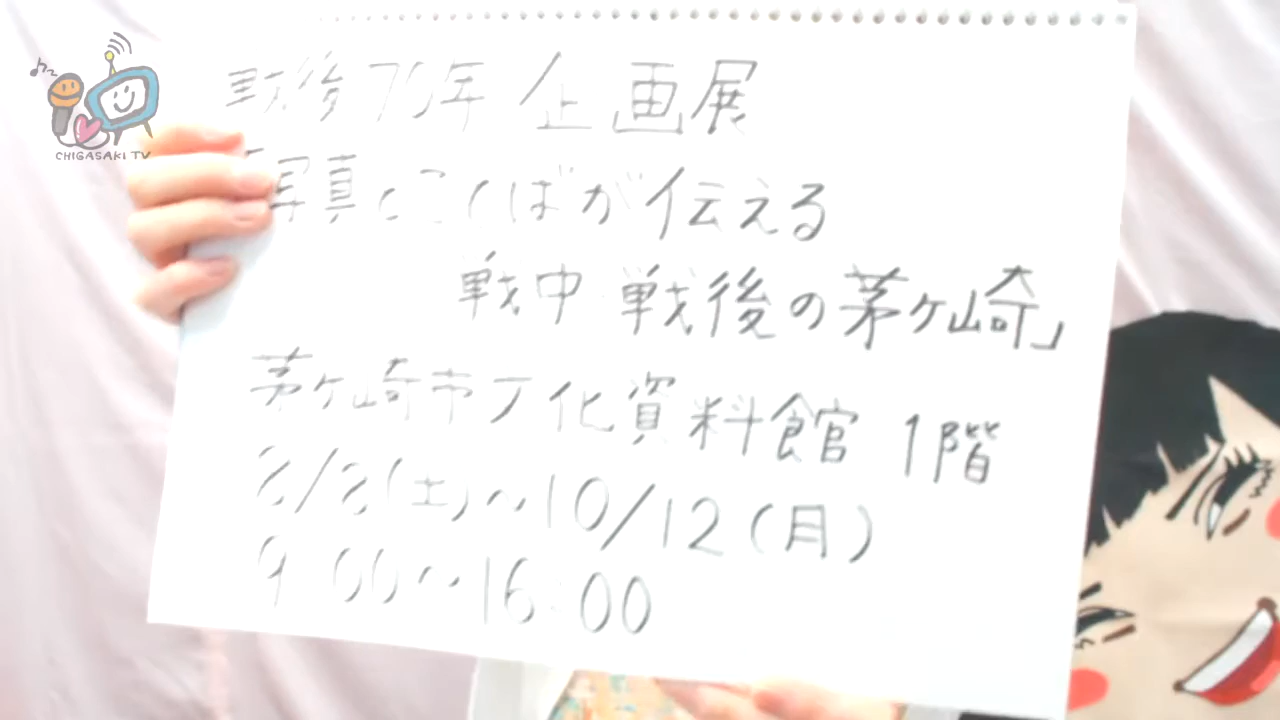 戦後70年 企画展
「写真とことばが伝える
戦中 戦後の茅ヶ崎」
茅ヶ崎市文化資料館 1階
8/8(土)～10/12(月)
9:00～16:00
CHIGASAKI TV